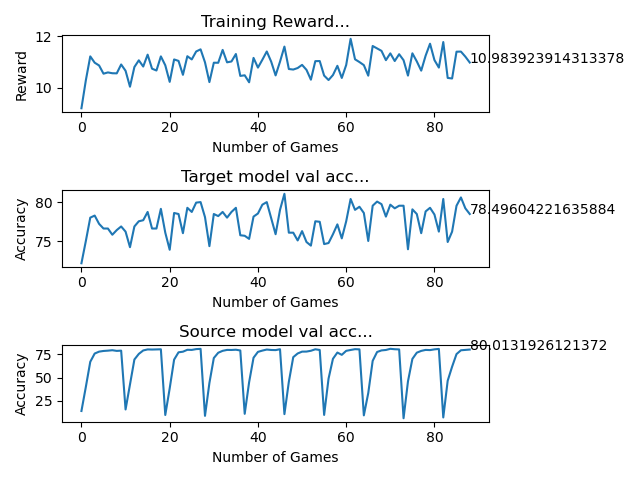 Training Reward...
12
10
Reward
10.983923914313378
0 20 40 60 80
Number of Games
Target model val acc...
80
75
Accuracy
78.49604221635884
0 20 40 60 80
Number of Games
Source model val acc...
80.0131926121372
75
50
25
Accuracy
0 20 40 60 80
Number of Games